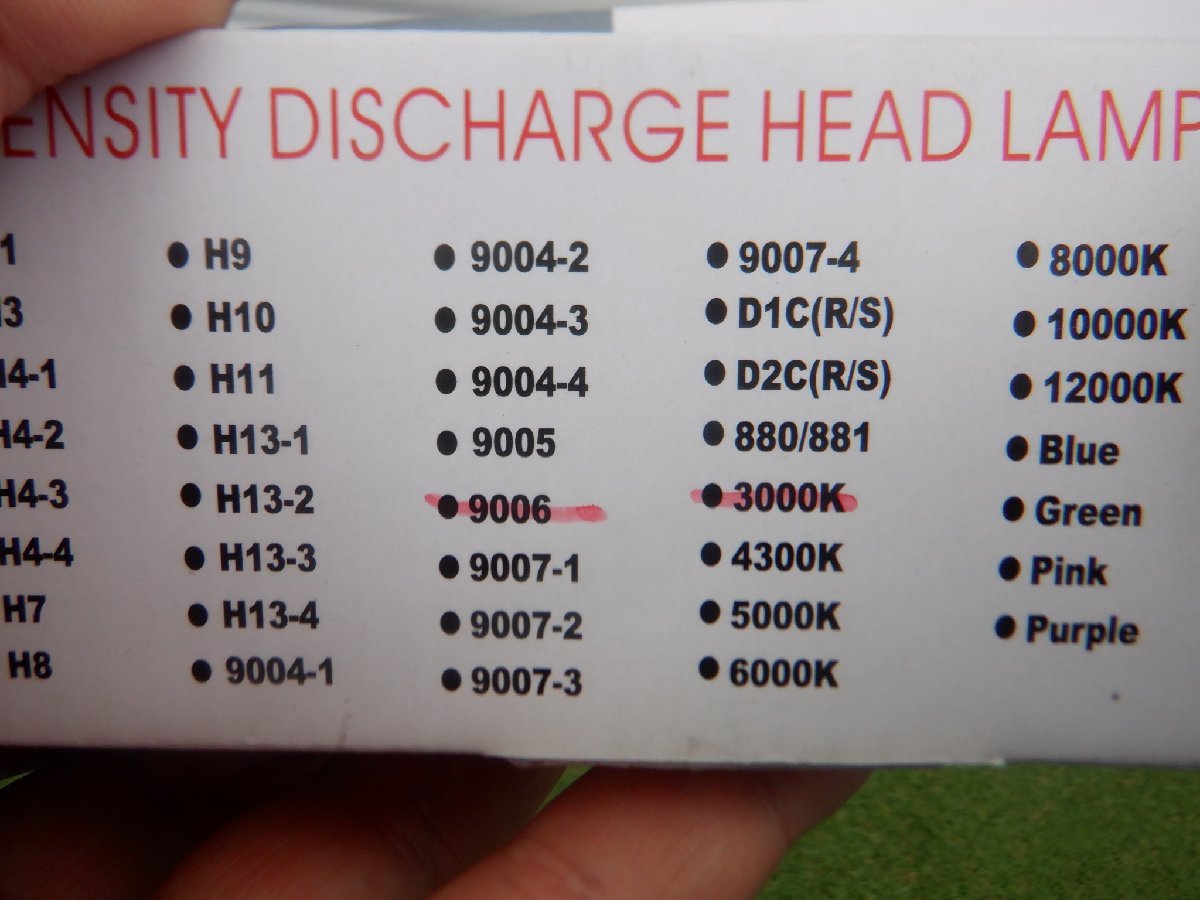 ENSITY DISCHARGE HEAD LAMP
1
3
4-1
H4-2
H4-3
H4-4
H7
H8
● H9
● H10
● H11
● H13-1
● H13-2
● H13-3
● H13-4
● 9004-1
● 9004-2
● 9004-3
● 9004-4
● 9005
● 9006
● 9007-1
● 9007-2
● 9007-3
● 9007-4
● D1C(R/S)
● D2C(R/S)
● 880/881
● 3000K
● 4300K
● 5000K
● 6000K
● 8000K
● 10000K
● 12000K
● Blue
● Green
● Pink
● Purple